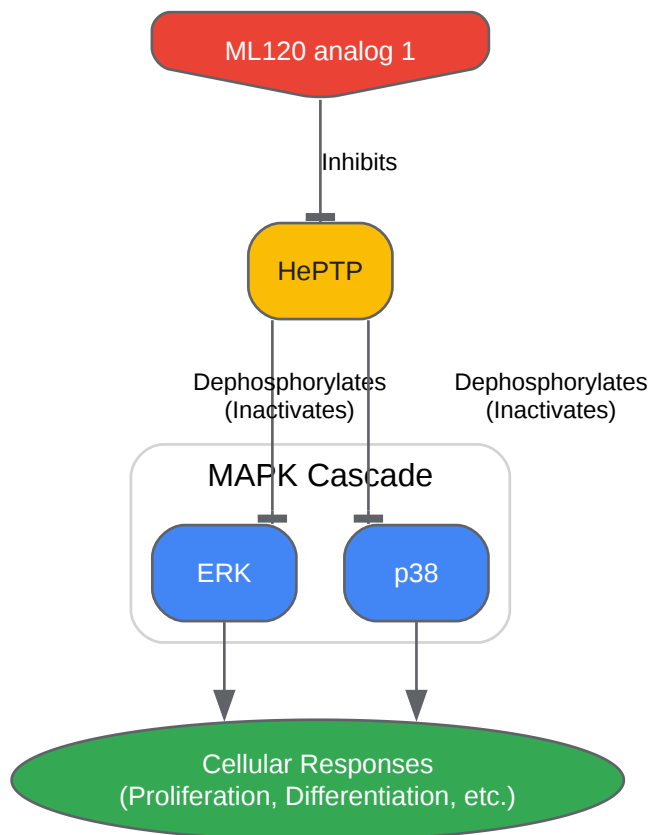 ML120 analog 1
Inhibits
HePTP
Dephosphorylates
(Inactivates)
Dephosphorylates
(Inactivates)
MAPK Cascade
ERK
p38
Cellular Responses
(Proliferation, Differentiation, etc.)